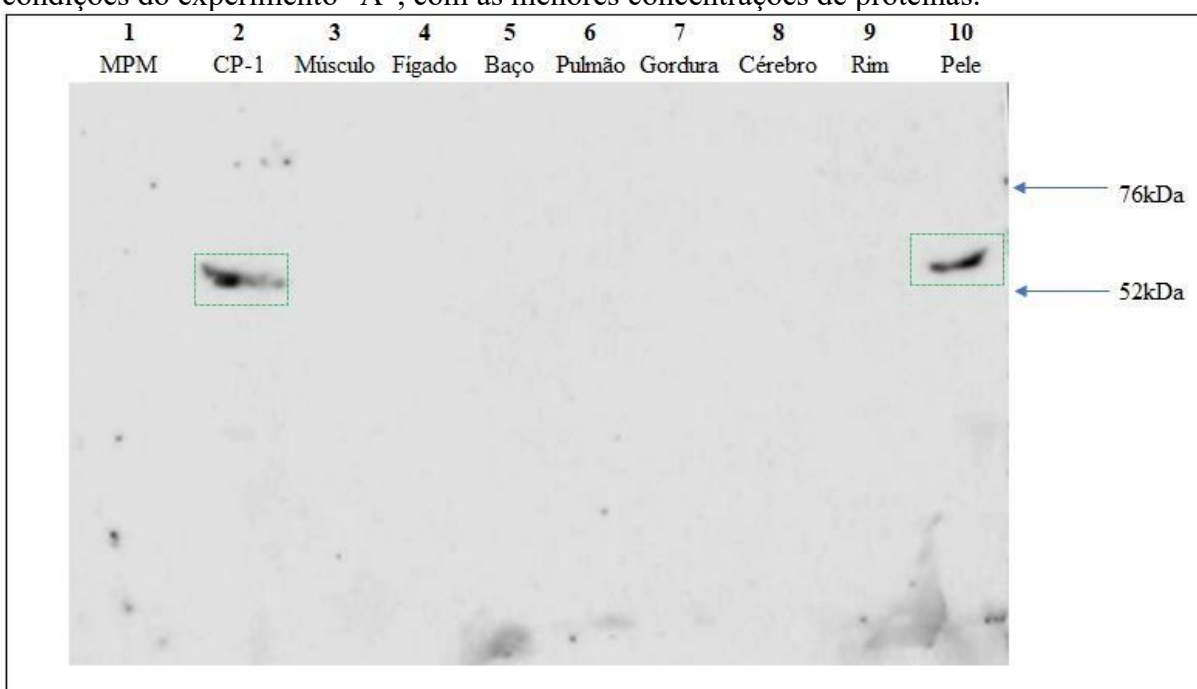 condições do experimento "A", com as menores concentrações de proteínas.
1 2 3 4 5 6 7 8 9 10
MPM CP-1 Músculo Fígado Baço Pulmão Gordura Cérebro Rim Pele
76kDa
52kDa